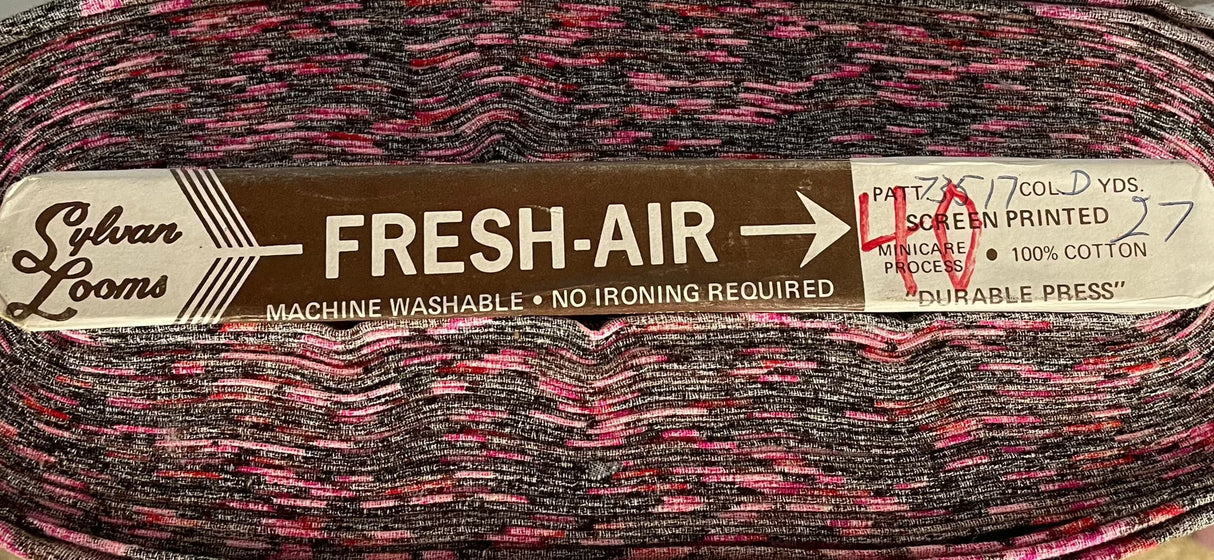 Sylvan
Looms
FRESH-AIR
MACHINE WASHABLE • NO IRONING REQUIRED
PATT. 73517 COL. D YDS.
27
40
SCREEN PRINTED
MINICARE
PROCESS • 100% COTTON
"DURABLE PRESS"